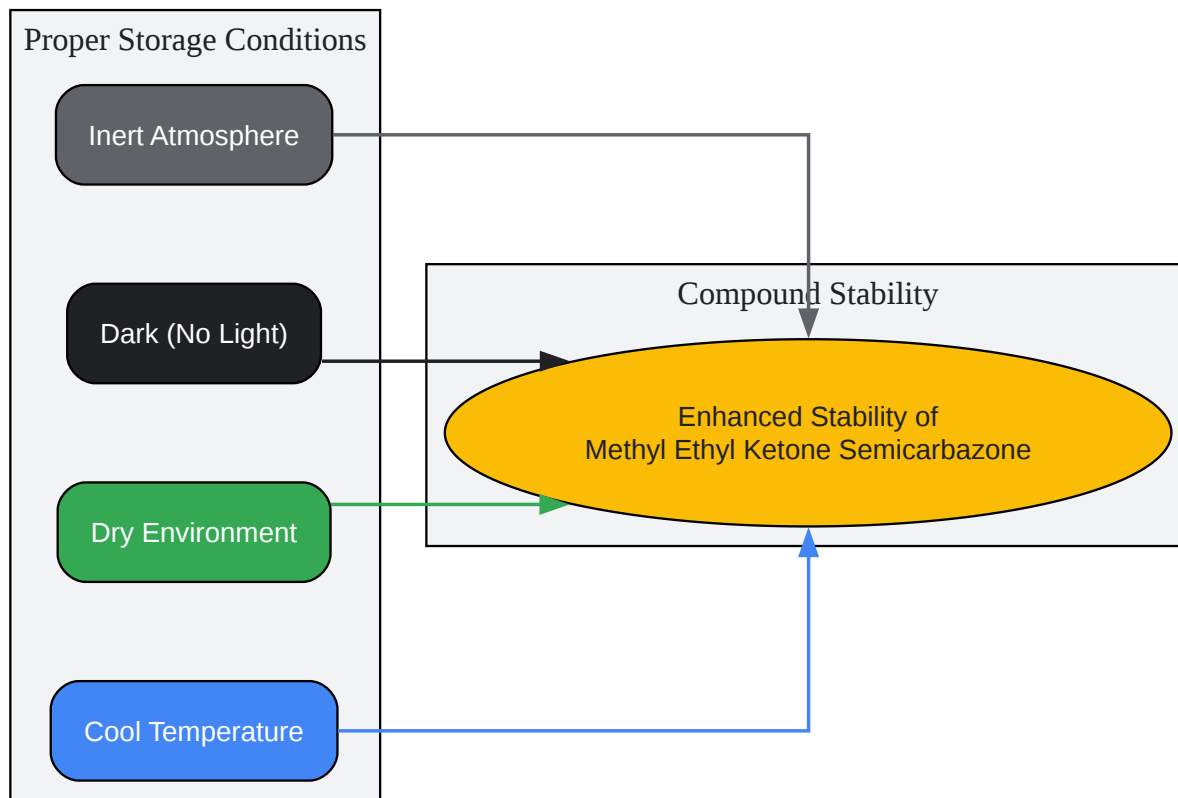 Proper Storage Conditions
Inert Atmosphere
Dark (No Light)
Dry Environment
Cool Temperature
Compound Stability
Enhanced Stability of
Methyl Ethyl Ketone Semicarbazone